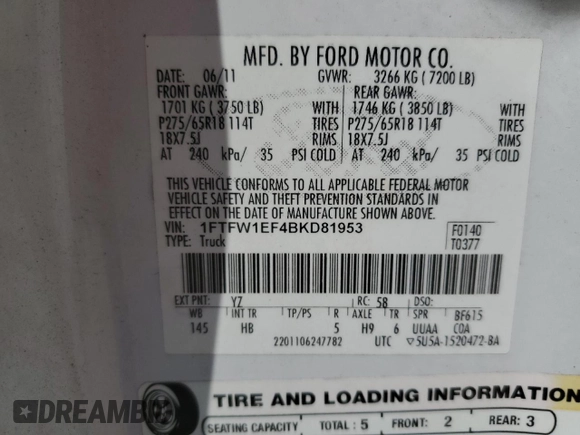 MFD. BY FORD MOTOR CO.
DATE: 06/11 GVWR: 3266 KG ( 7200 LB)
FRONT GAWR: REAR GAWR:
1701 KG ( 3750 LB) WITH 1746 KG ( 3850 LB) WITH
P275/65R18 114T TIRES P275/65R18 114T TIRES
18X7.5J RIMS 18X7.5J RIMS
AT 240 kPa/ 35 PSI COLD AT 240 kPa/ 35 PSI COLD
THIS VEHICLE CONFORMS TO ALL APPLICABLE FEDERAL MOTOR
VEHICLE SAFETY AND THEFT PREVENTION STANDARDS IN
EFFECT ON THE DATE OF MANUFACTURE SHOWN ABOVE.
VIN: 1FTFW1EF4BKD81953 F0140
TYPE: Truck T0377
EXT PNT: YZ RC: 58 DSO:
WB INT TR TP/PS R AXLE TR SPR BF615
145 HB 5 H9 6 UUAA COA
2201106247782 UTC ▽5U5A-1520472-BA
TIRE AND LOADING INFORMATION
SEATING CAPACITY TOTAL : 5 FRONT: 2 REAR: 3
DREAMB